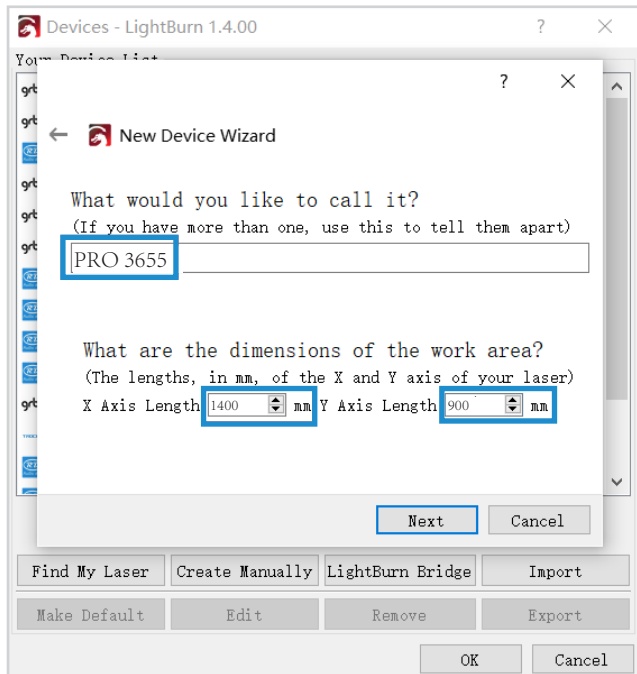 Devices - LightBurn 1.4.00
?
Your Device List
?
New Device Wizard
What would you like to call it?
(If you have more than one, use this to tell them apart)
PRO 3655
What are the dimensions of the work area?
(The lengths, in mm, of the X and Y axis of your laser)
X Axis Length 1400 mm Y Axis Length 900 mm
Next Cancel
Find My Laser Create Manually LightBurn Bridge Import
Make Default Edit Remove Export
OK Cancel